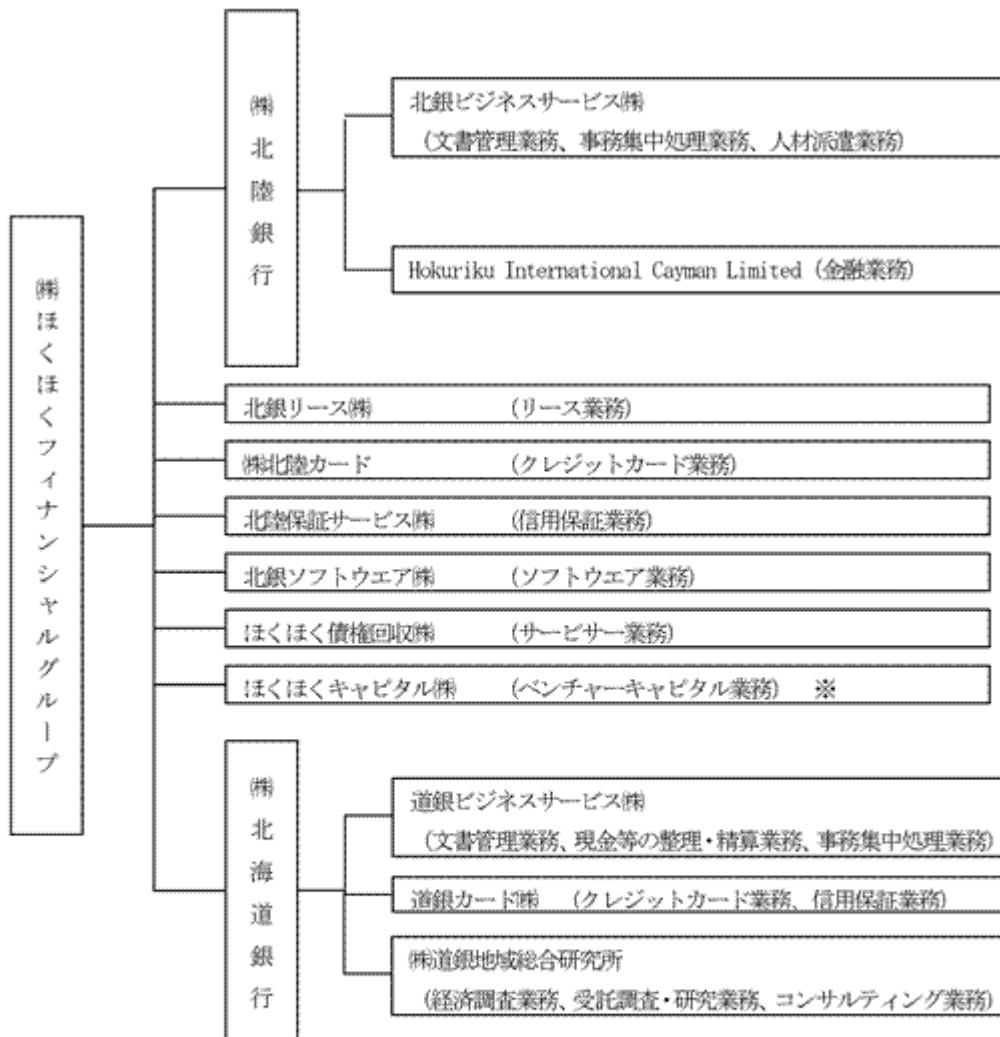 ㈱ほくほくフィナンシャルグループ
㈱北陸銀行
北銀ビジネスサービス㈱
(文書管理業務、事務集中処理業務、人材派遣業務)
Hokuriku International Cayman Limited (金融業務)
北銀リース㈱ (リース業務)
㈱北陸カード (クレジットカード業務)
北陸保証サービス㈱ (信用保証業務)
北銀ソフトウエア㈱ (ソフトウエア業務)
ほくほく債権回収㈱ (サービサー業務)
ほくほくキャピタル㈱ (ベンチャーキャピタル業務) ※
㈱北海道銀行
道銀ビジネスサービス㈱
(文書管理業務、現金等の整理・精算業務、事務集中処理業務)
道銀カード㈱ (クレジットカード業務、信用保証業務)
㈱道銀地域総合研究所
(経済調査業務、受託調査・研究業務、コンサルティング業務)